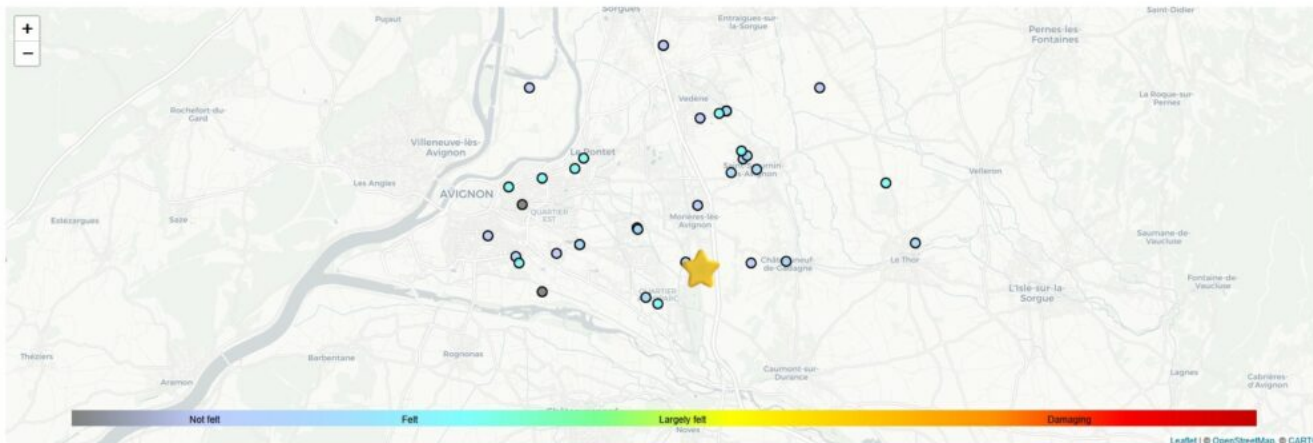 Pujaut
Sorgues
Entraigues-sur
la-Sorgue
Saint-Didier
Pernes-les
Fontaines
+
−
Rochefort-du-
Gard
Vedène
La Roque-sur-
Pernes
Villeneuve-lès
Avignon
Le Pontet
Les Angles
Velleron
AVIGNON
QUARTIER
EST
Morières-lès
Avignon
Estézargues
Saze
Saumane-de-
Vaucluse
Châteauneuf
de-Gadagne
Le Thor
Fontaine-de-
Vaucluse
L'Isle-sur-la
Sorgue
QUARTIER
Théziers
Barbentane
Rognonas
Aramon
Caumont-sur-
Durance
Lagnes
Cabrières-
d'Avignon
Not felt
Felt
Largely felt
Damaging
Noves
Leaflet | © OpenStreetMap, © CART